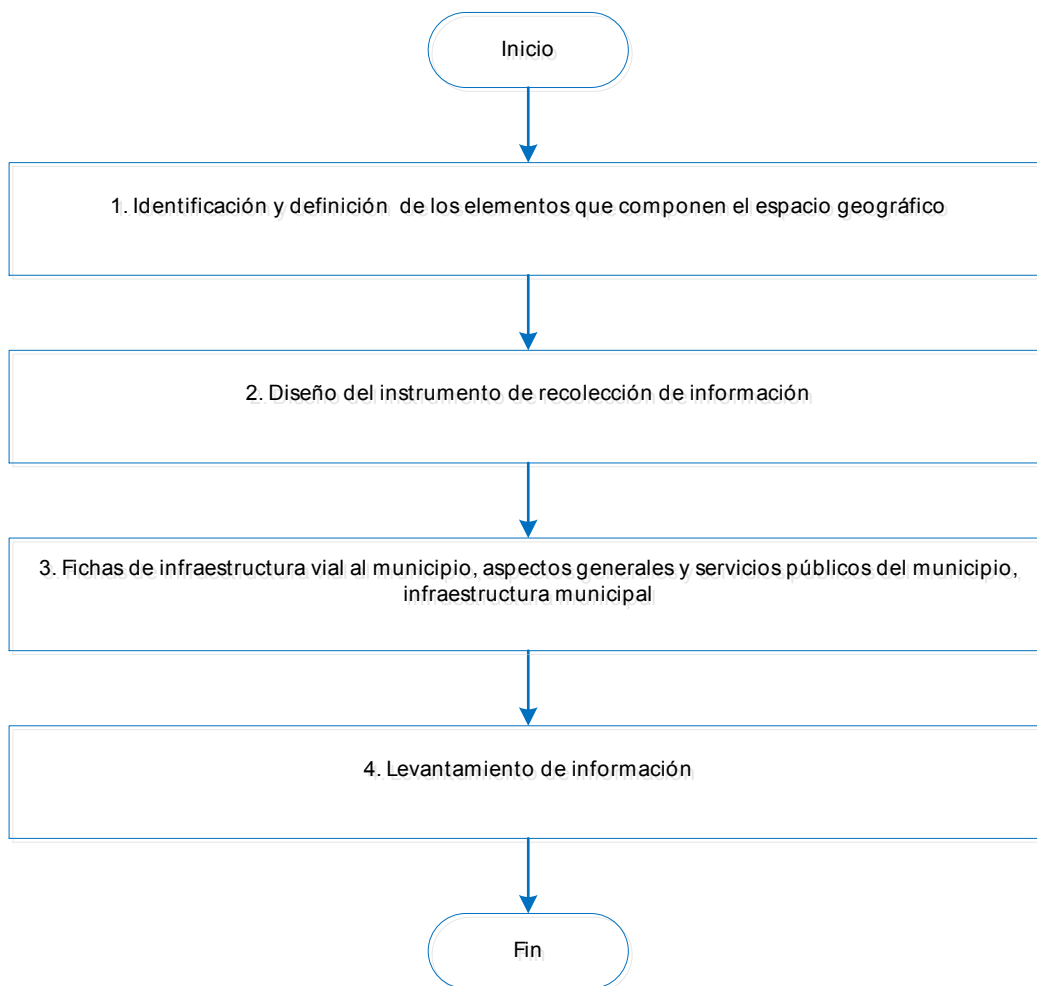 Inicio
1. Identificación y definición  de los elementos que componen el espacio geográfico
2. Diseño del instrumento de recolección de información
3. Fichas de infraestructura vial al municipio, aspectos generales y servicios públicos del municipio,
infraestructura municipal
4. Levantamiento de información
Fin